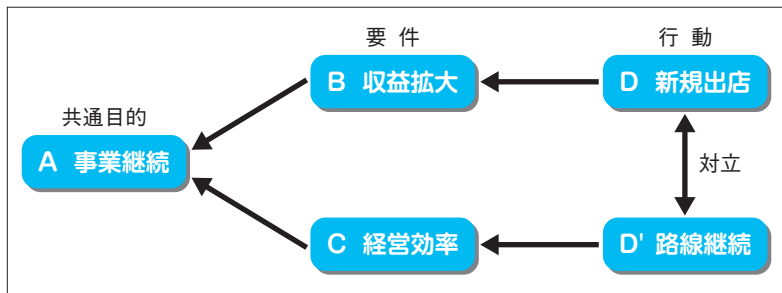 要 件
行 動
B 収益拡大
D 新規出店
共通目的
A 事業継続
対立
C 経営効率
D' 路線継続